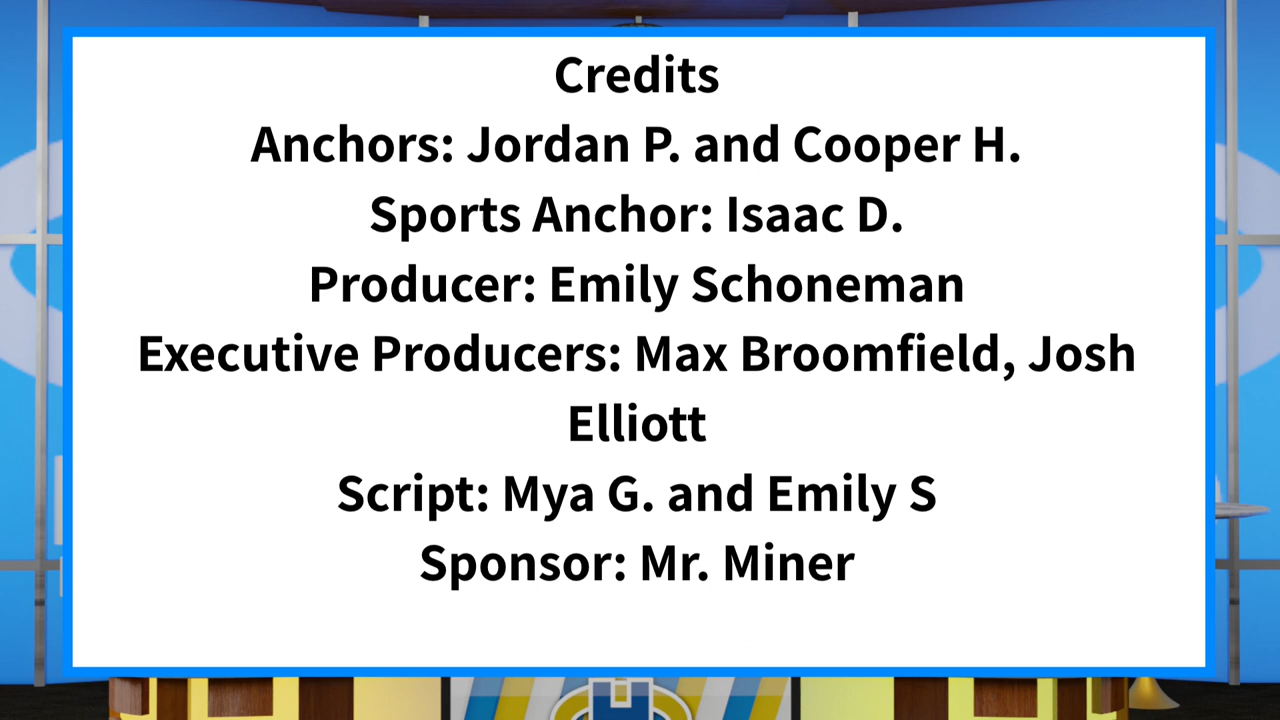 Credits
Anchors: Jordan P. and Cooper H.
Sports Anchor: Isaac D.
Producer: Emily Schoneman
Executive Producers: Max Broomfield, Josh
Elliott
Script: Mya G. and Emily S
Sponsor: Mr. Miner